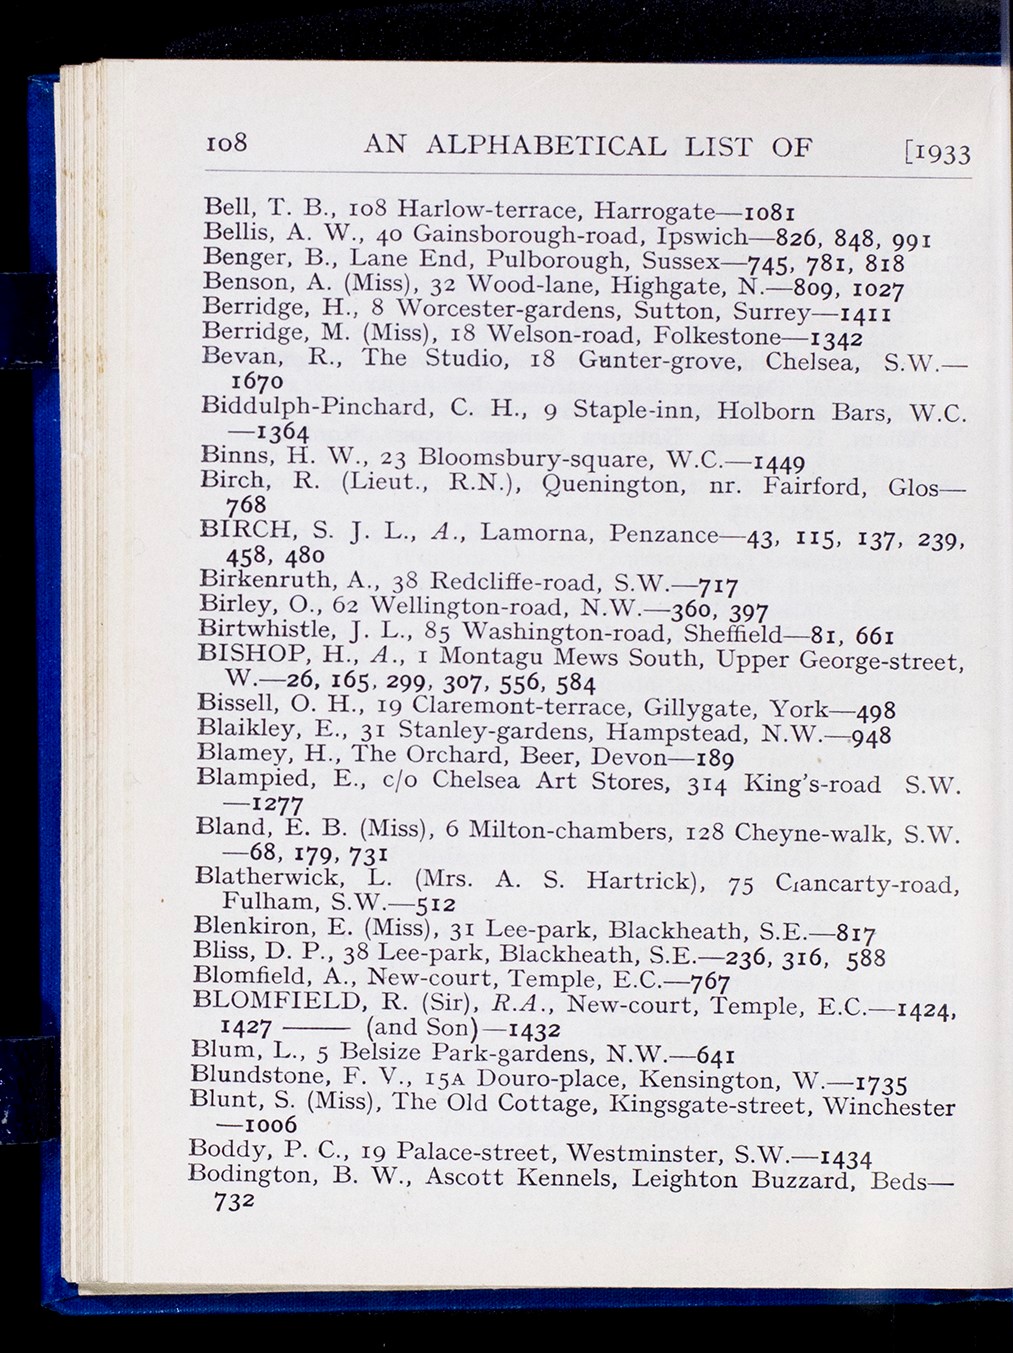 108 AN ALPHABETICAL LIST OF [1933
Bell, T. B., 108 Harlow-terrace, Harrogate—1081
Bellis, A. W., 40 Gainsborough-road, Ipswich—826, 848, 991
Benger, B., Lane End, Pulborough, Sussex—745, 781, 818
Benson, A. (Miss), 32 Wood-lane, Highgate, N.—809, 1027
Berridge, H., 8 Worcester-gardens, Sutton, Surrey—1411
Berridge, M. (Miss), 18 Welson-road, Folkestone—1342
Bevan, R., The Studio, 18 Gunter-grove, Chelsea, S.W.—
1670
Biddulph-Pinchard, C. H., 9 Staple-inn, Holborn Bars, W.C.
—1364
Binns, H. W., 23 Bloomsbury-square, W.C.—1449
Birch, R. (Lieut., R.N.), Quenington, nr. Fairford, Glos—
768
BIRCH, S. J. L., A., Lamorna, Penzance—43, 115, 137, 239,
458, 480
Birkenruth, A., 38 Redcliffe-road, S.W.—717
Birley, O., 62 Wellington-road, N.W.—360, 397
Birtwhistle, J. L., 85 Washington-road, Sheffield—81, 661
BISHOP, H., A., 1 Montagu Mews South, Upper George-street,
W.—26, 165, 299, 307, 556, 584
Bissell, O. H., 19 Claremont-terrace, Gillygate, York—498
Blaikley, E., 31 Stanley-gardens, Hampstead, N.W.—948
Blamey, H., The Orchard, Beer, Devon—189
Blampied, E., c/o Chelsea Art Stores, 314 King's-road S.W.
—1277
Bland, E. B. (Miss), 6 Milton-chambers, 128 Cheyne-walk, S.W.
—68, 179, 731
Blatherwick, L. (Mrs. A. S. Hartrick), 75 Clancarty-road,
Fulham, S.W.—512
Blenkiron, E. (Miss), 31 Lee-park, Blackheath, S.E.—817
Bliss, D. P., 38 Lee-park, Blackheath, S.E.—236, 316, 588
Blomfield, A., New-court, Temple, E.C.—767
BLOMFIELD, R. (Sir), R.A., New-court, Temple, E.C.—1424,
1427 —— (and Son)—1432
Blum, L., 5 Belsize Park-gardens, N.W.—641
Blundstone, F. V., 15A Douro-place, Kensington, W.—1735
Blunt, S. (Miss), The Old Cottage, Kingsgate-street, Winchester
—1006
Boddy, P. C., 19 Palace-street, Westminster, S.W.—1434
Bodington, B. W., Ascott Kennels, Leighton Buzzard, Beds—
732